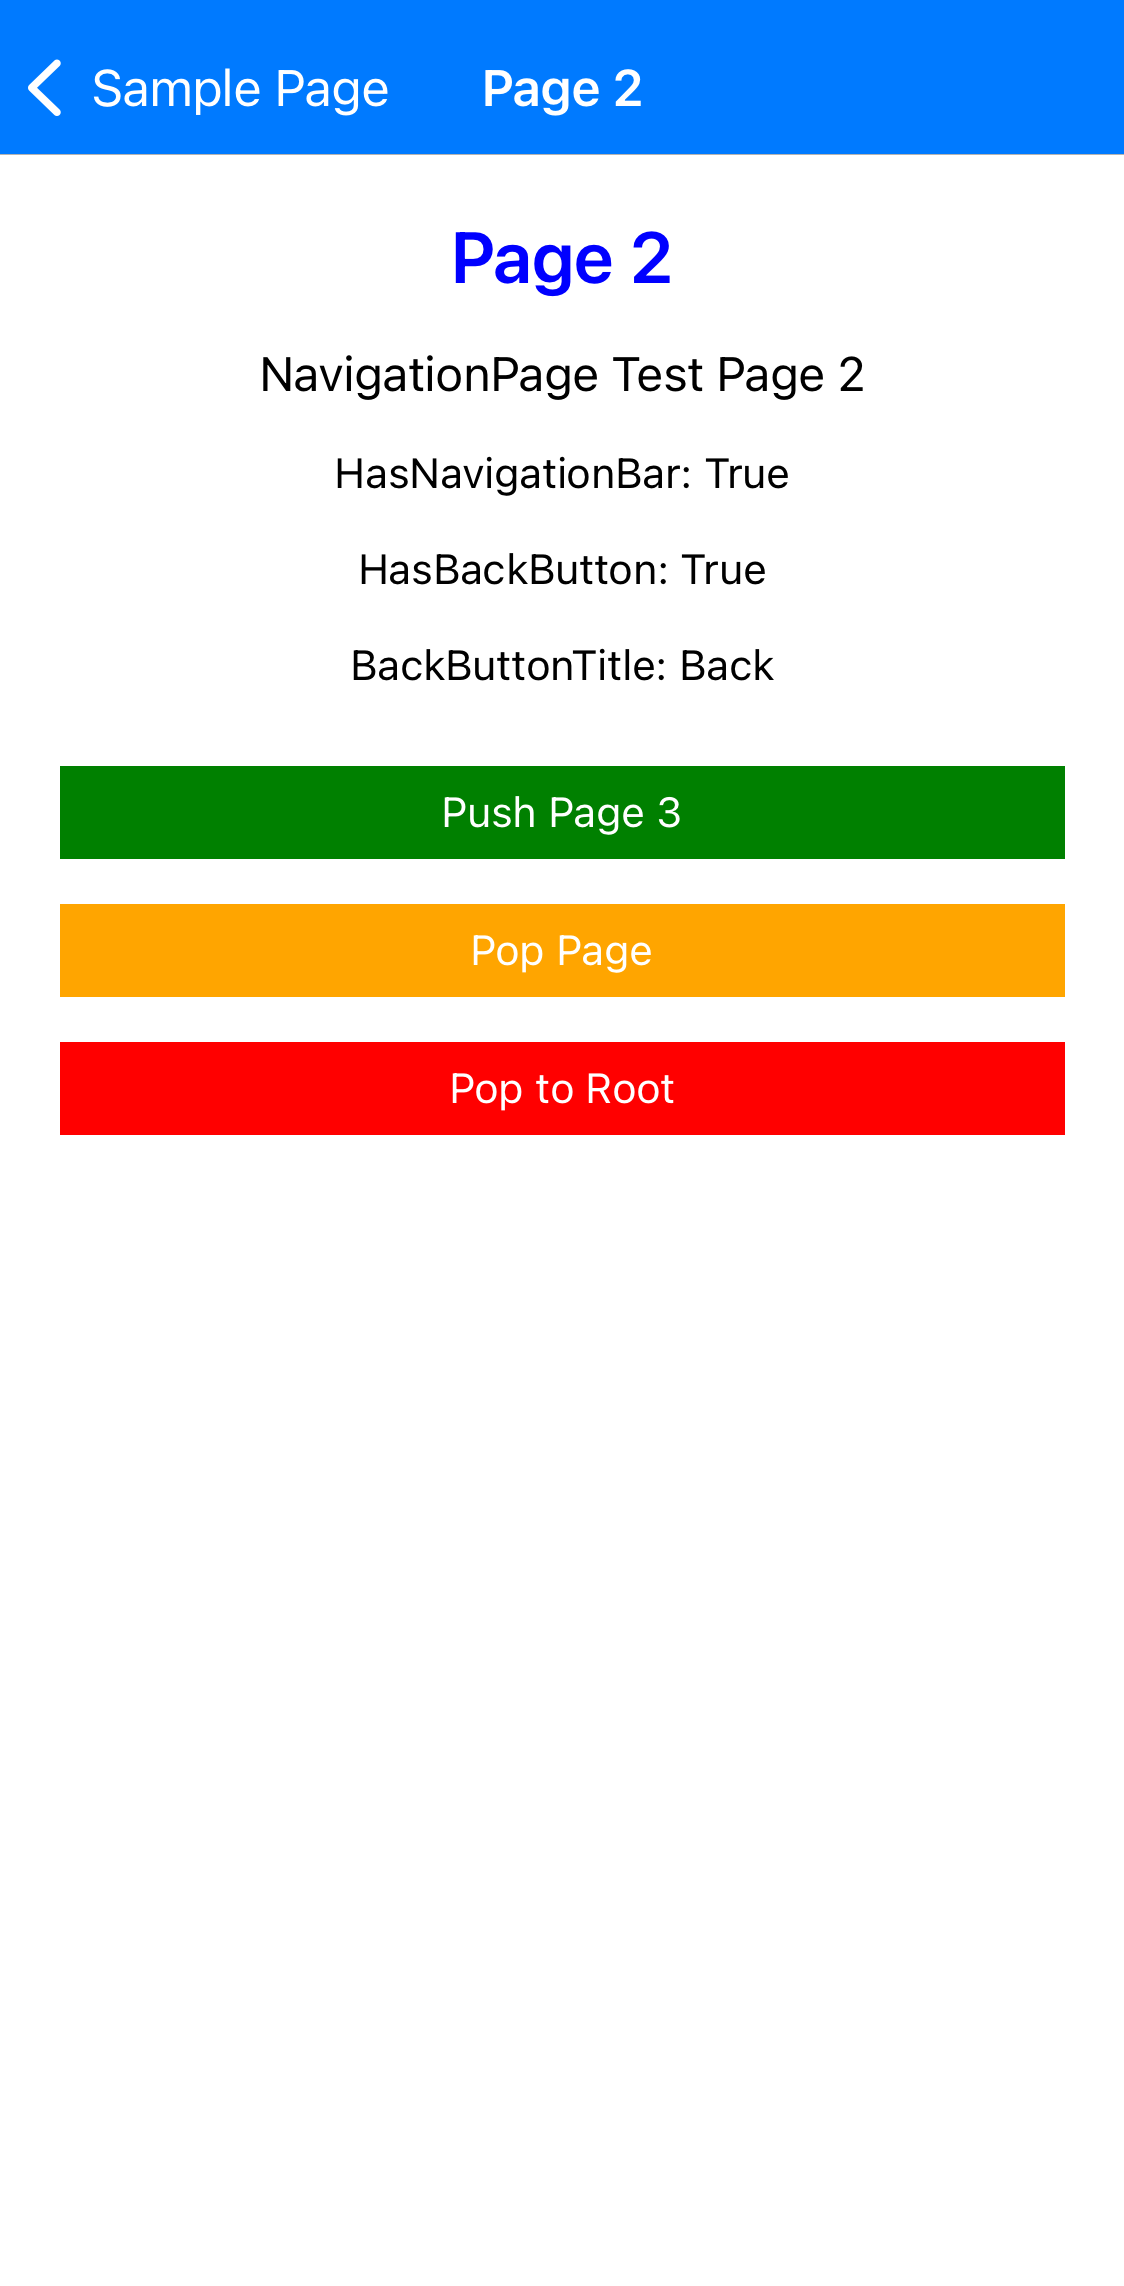 Sample Page Page 2
Page 2
NavigationPage Test Page 2
HasNavigationBar: True
HasBackButton: True
BackButtonTitle: Back
Push Page 3
Pop Page
Pop to Root